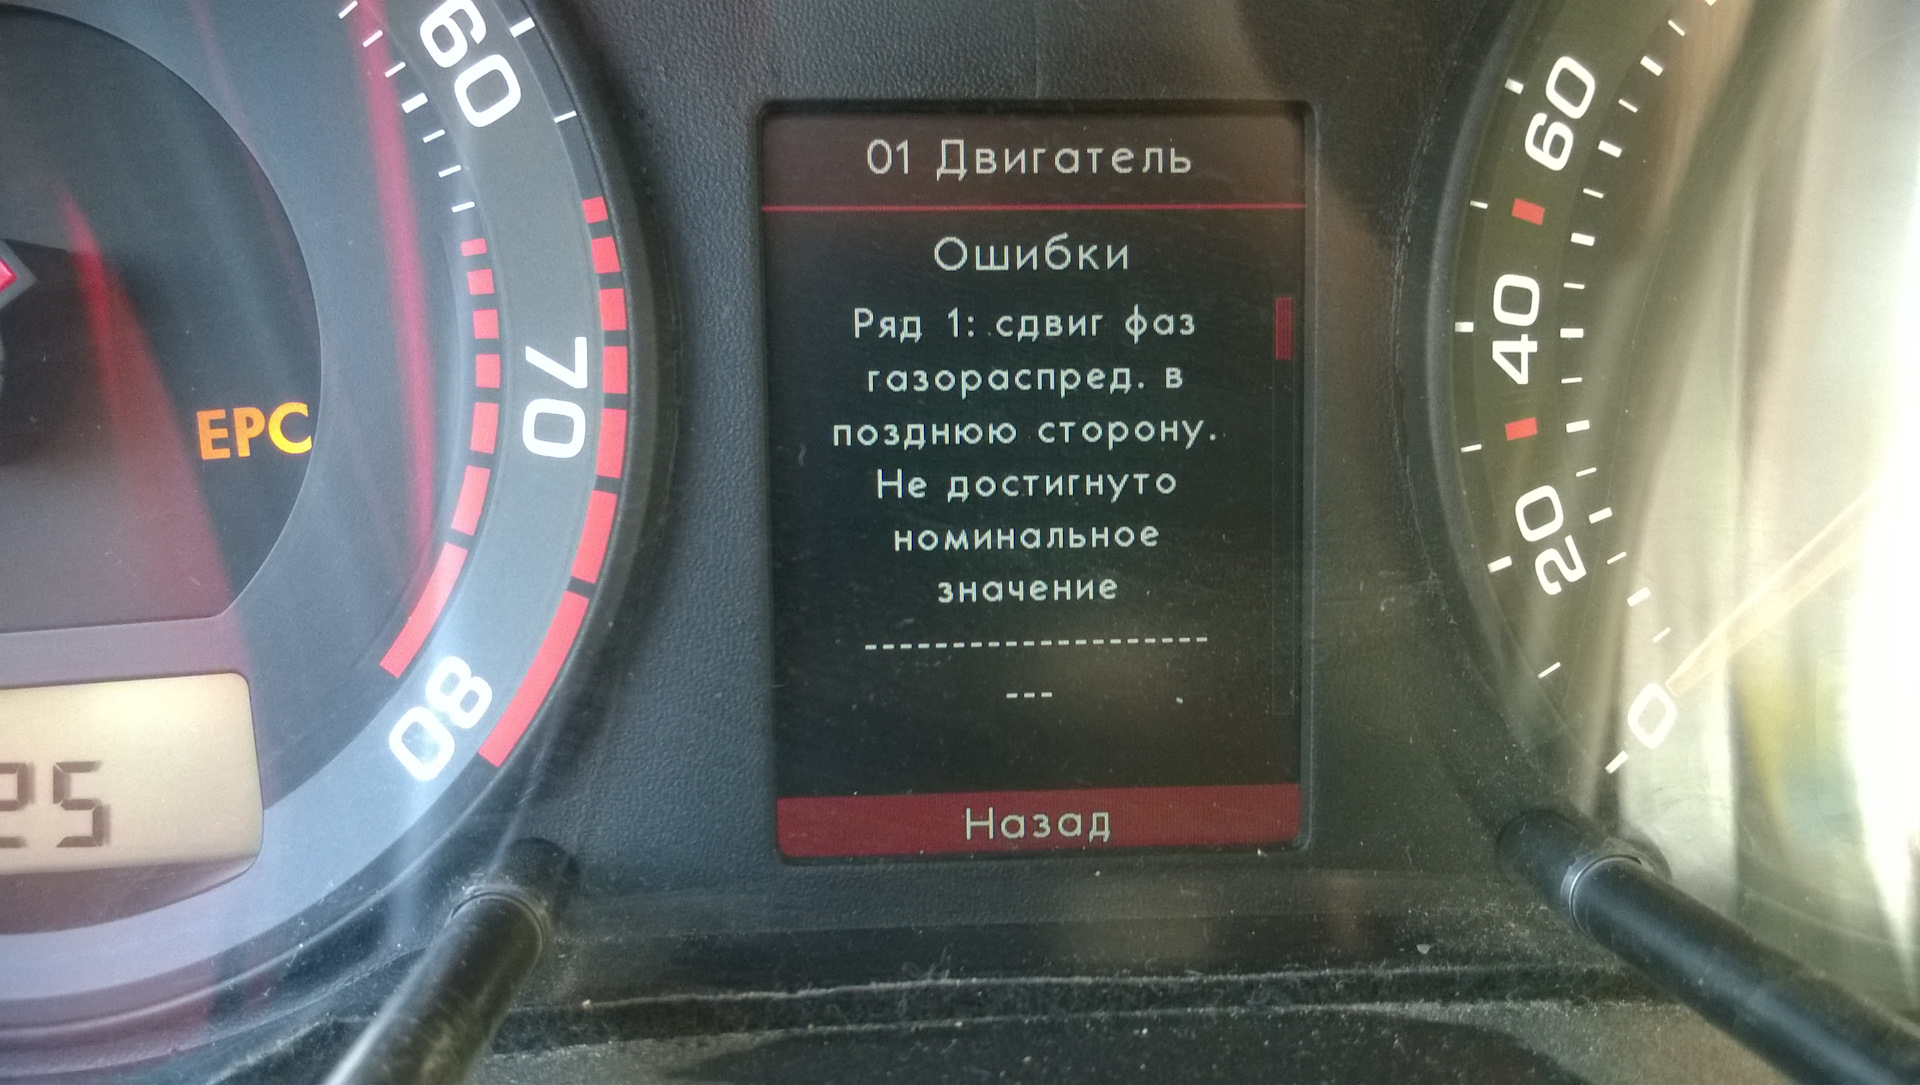 60
70
80
EPC
25
01 Двигатель
Ошибки
Ряд 1: сдвиг фаз
газораспред. в
позднюю сторону.
Не достигнуто
номинальное
значение
--------------------
---
Назад
60
40
20
0